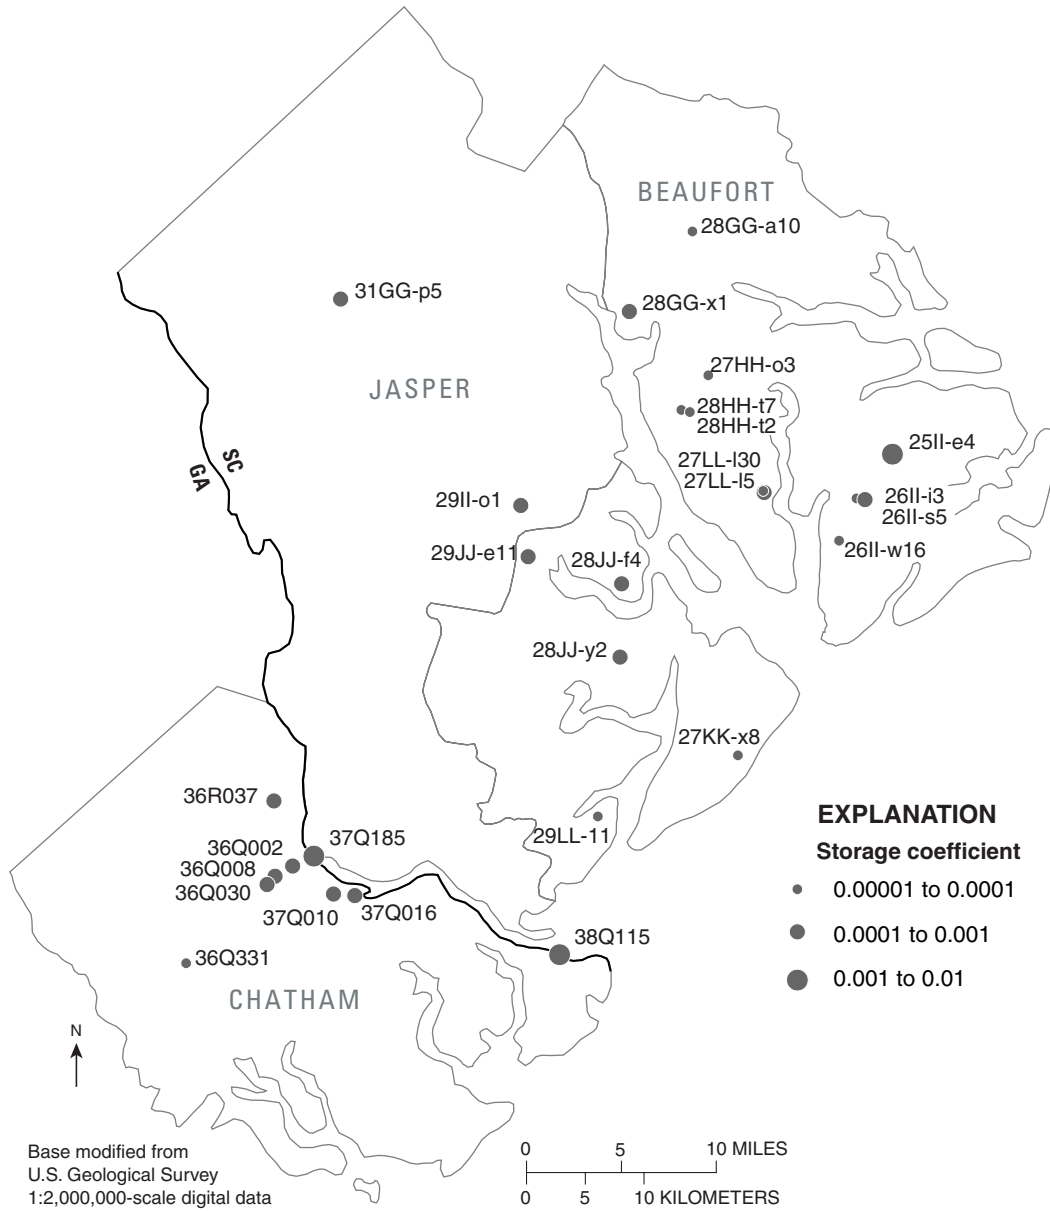 BEAUFORT
28GG-a10
31GG-p5
28GG-x1
27HH-o3
JASPER
28HH-t7
28HH-t2
25II-e4
SC
GA
27LL-l30
27LL-l5
26II-i3
26II-s5
29II-o1
26II-w16
29JJ-e11
28JJ-f4
28JJ-y2
27KK-x8
36R037
29LL-11
37Q185
36Q002
36Q008
36Q030
37Q010
37Q016
38Q115
36Q331
CHATHAM
EXPLANATION
Storage coefficient
0.00001 to 0.0001
0.0001 to 0.001
0.001 to 0.01
N
Base modified from
U.S. Geological Survey
1:2,000,000-scale digital data
0 5 10 MILES
0 5 10 KILOMETERS